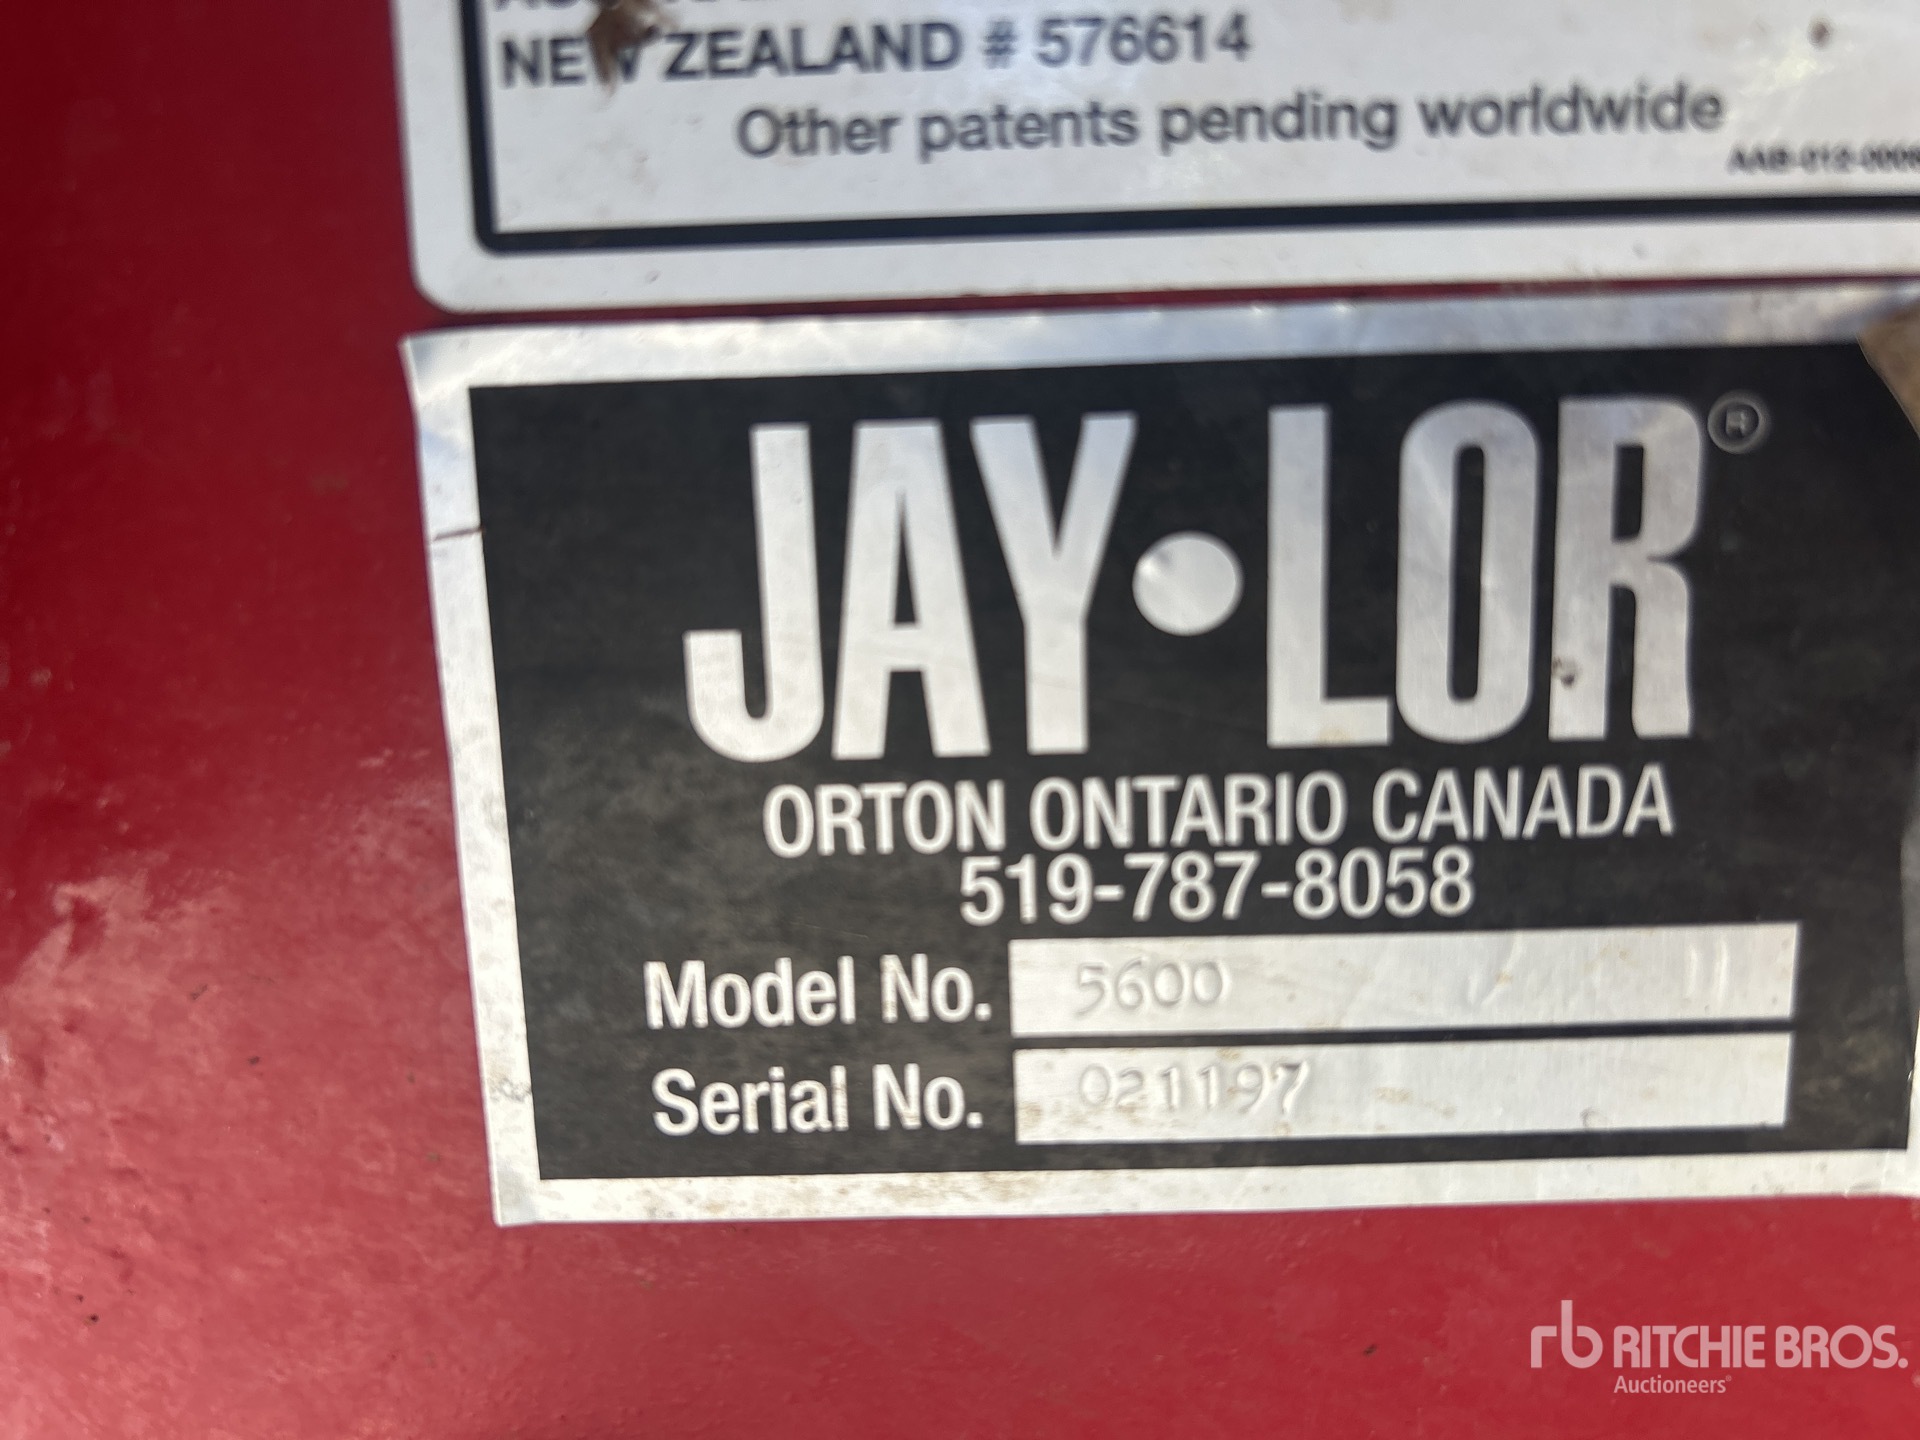 NEW ZEALAND # 576614
Other patents pending worldwide
JAY•LOR®
ORTON ONTARIO CANADA
519-787-8058
Model No. 5600
Serial No. 021197
rb RITCHIE BROS.
Auctioneers